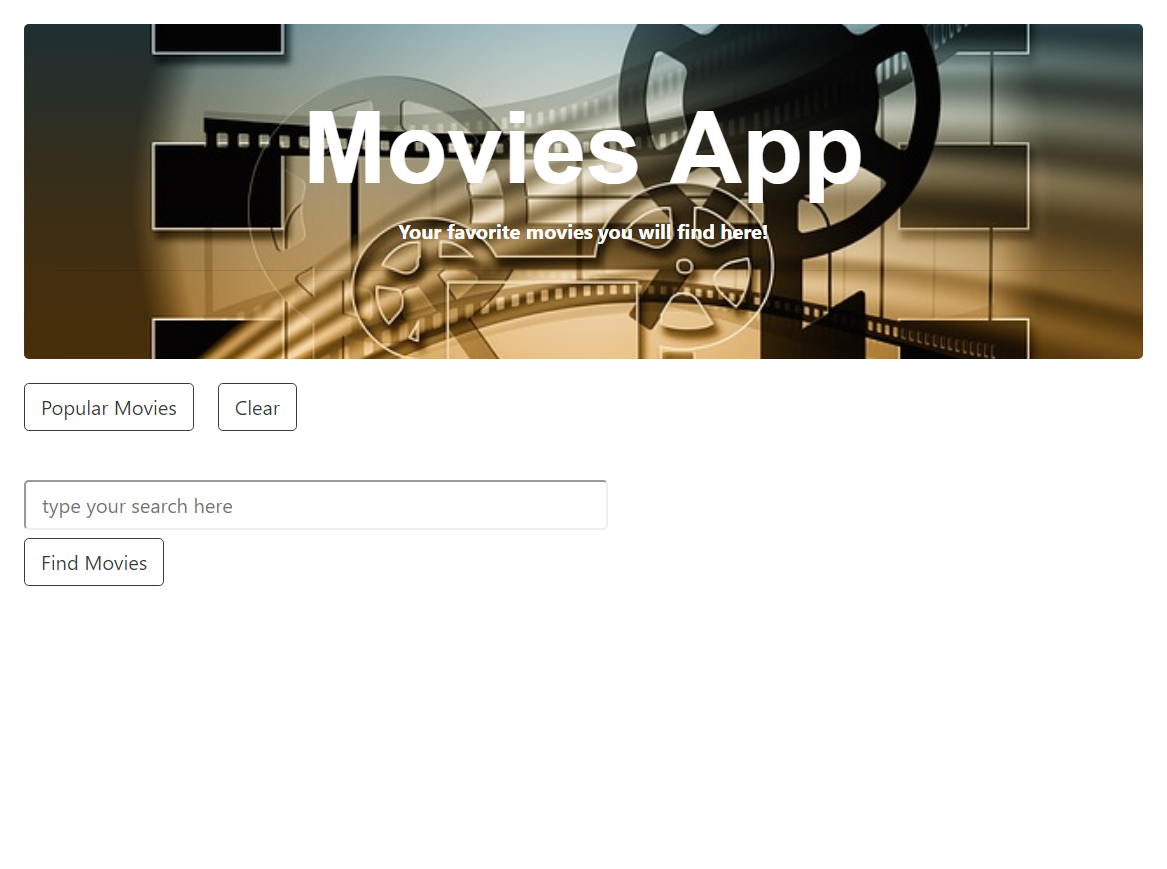 Movies App
Your favorite movies you will find here!
Popular Movies
Clear
type your search here
Find Movies